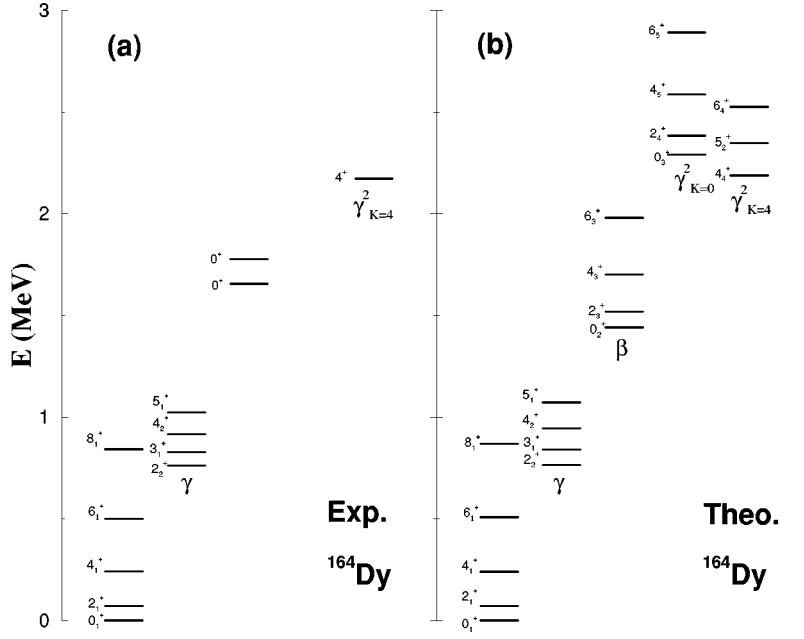 3
2
1
0
E (MeV)
(a)
4⁺
γ²K=4
0⁺
0⁺
5₁⁺
4₂⁺
3₁⁺
2₂⁺
γ
8₁⁺
6₁⁺
4₁⁺
2₁⁺
0₁⁺
Exp.
¹⁶⁴Dy
(b)
6₅⁺
4₅⁺
2₄⁺
0₃⁺
γ²K=0
6₄⁺
5₂⁺
4₄⁺
γ²K=4
6₃⁺
4₃⁺
2₃⁺
0₂⁺
β
5₁⁺
4₂⁺
3₁⁺
2₂⁺
γ
8₁⁺
6₁⁺
4₁⁺
2₁⁺
0₁⁺
Theo.
¹⁶⁴Dy